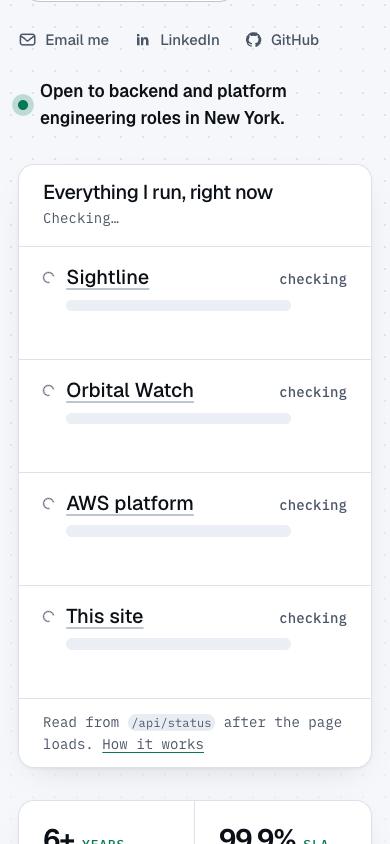 Email me LinkedIn GitHub
Open to backend and platform
engineering roles in New York.
Everything I run, right now
Checking…
Sightline checking
Orbital Watch checking
AWS platform checking
This site checking
Read from /api/status after the page
loads. How it works
6+ YEARS 99.9% SLA